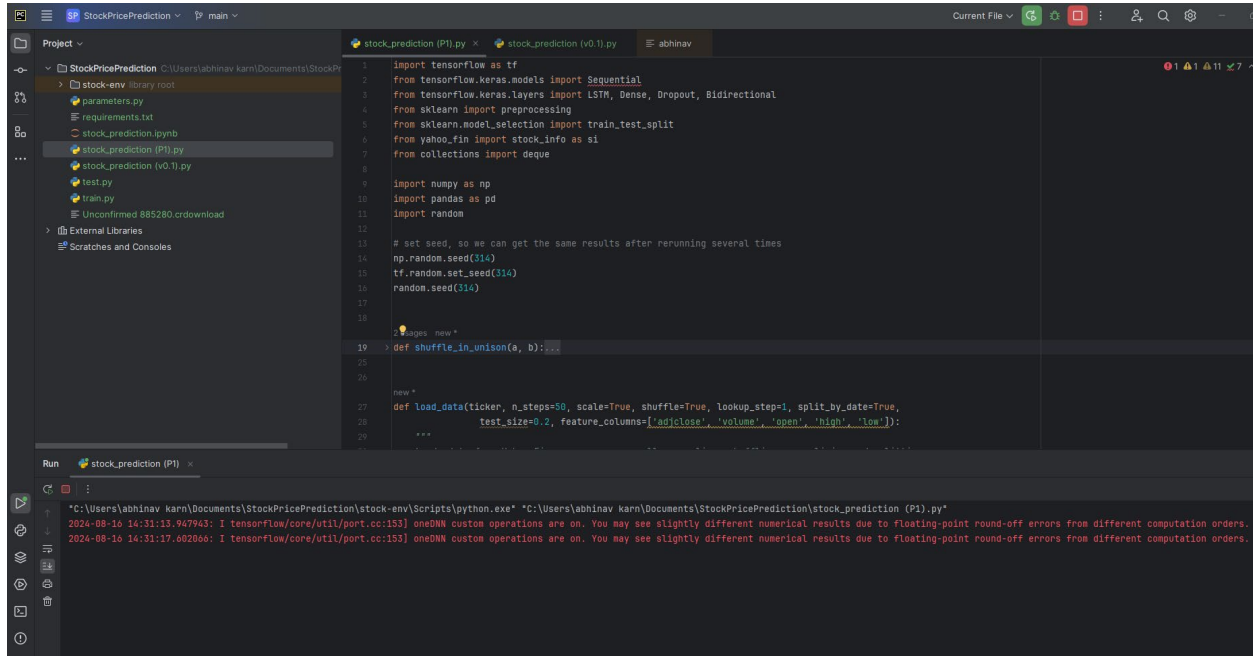 PC SP StockPricePrediction main Current File
Project
StockPricePrediction C:\Users\abhinav karn\Documents\StockPr
stock-env library root
parameters.py
requirements.txt
stock_prediction.ipynb
stock_prediction (P1).py
stock_prediction (v0.1).py
test.py
train.py
Unconfirmed 885280.crdownload
External Libraries
Scratches and Consoles
stock_prediction (P1).py × stock_prediction (v0.1).py abhinav
1 1 11 7
1 import tensorflow as tf
2 from tensorflow.keras.models import Sequential
3 from tensorflow.keras.layers import LSTM, Dense, Dropout, Bidirectional
4 from sklearn import preprocessing
5 from sklearn.model_selection import train_test_split
6 from yahoo_fin import stock_info as si
7 from collections import deque
8
9 import numpy as np
10 import pandas as pd
11 import random
12
13 # set seed, so we can get the same results after rerunning several times
14 np.random.seed(314)
15 tf.random.set_seed(314)
16 random.seed(314)
17
18
2 usages new *
19 def shuffle_in_unison(a, b):...
25
26
new *
27 def load_data(ticker, n_steps=50, scale=True, shuffle=True, lookup_step=1, split_by_date=True,
28 test_size=0.2, feature_columns=['adjclose', 'volume', 'open', 'high', 'low']):
29 """
Run stock_prediction (P1) ×
"C:\Users\abhinav karn\Documents\StockPricePrediction\stock-env\Scripts\python.exe" "C:\Users\abhinav karn\Documents\StockPricePrediction\stock_prediction (P1).py"
2024-08-16 14:31:13.947943: I tensorflow/core/util/port.cc:153] oneDNN custom operations are on. You may see slightly different numerical results due to floating-point round-off errors from different computation orders.
2024-08-16 14:31:17.602066: I tensorflow/core/util/port.cc:153] oneDNN custom operations are on. You may see slightly different numerical results due to floating-point round-off errors from different computation orders.